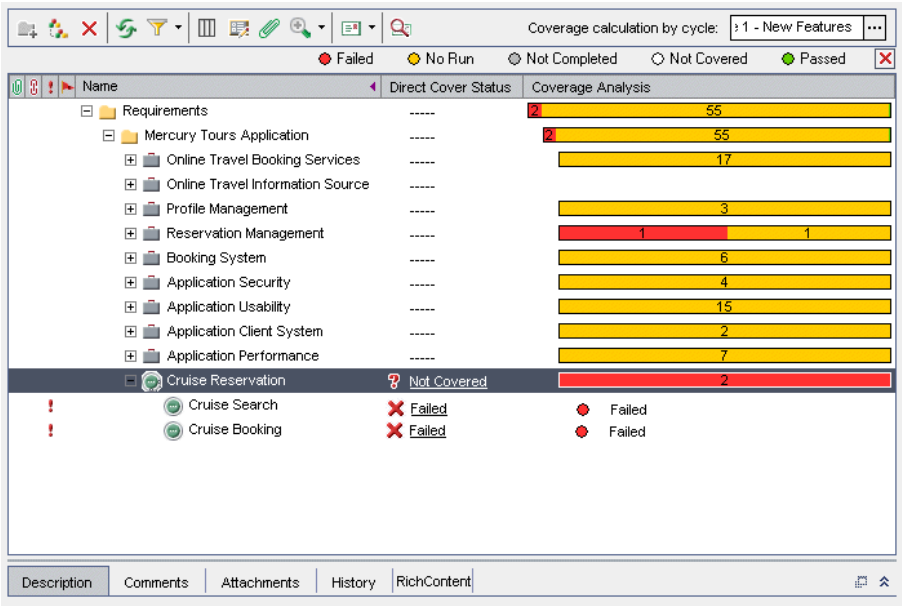 Coverage calculation by cycle: 1 - New Features ...
Failed No Run Not Completed Not Covered Passed
Name Direct Cover Status Coverage Analysis
Requirements ----- 2 55
Mercury Tours Application ----- 2 55
Online Travel Booking Services ----- 17
Online Travel Information Source -----
Profile Management ----- 3
Reservation Management ----- 1 1
Booking System ----- 6
Application Security ----- 4
Application Usability ----- 15
Application Client System ----- 2
Application Performance ----- 7
Cruise Reservation Not Covered 2
Cruise Search Failed Failed
Cruise Booking Failed Failed
Description Comments Attachments History RichContent